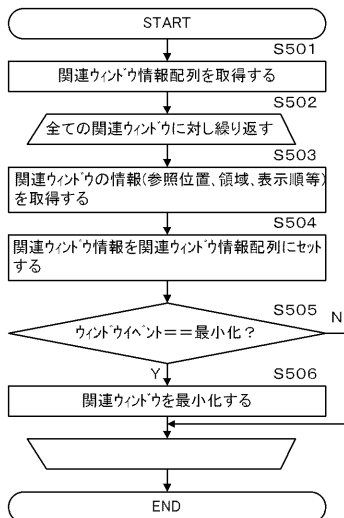 START
S501
関連ウィンドウ情報配列を取得する
S502
全ての関連ウィンドウに対し繰り返す
S503
関連ウィンドウの情報(参照位置、領域、表示順等)
を取得する
S504
関連ウィンドウ情報を関連ウィンドウ情報配列にセット
する
S505
ウィンドウイベント==最小化?
N
Y
S506
関連ウィンドウを最小化する
END